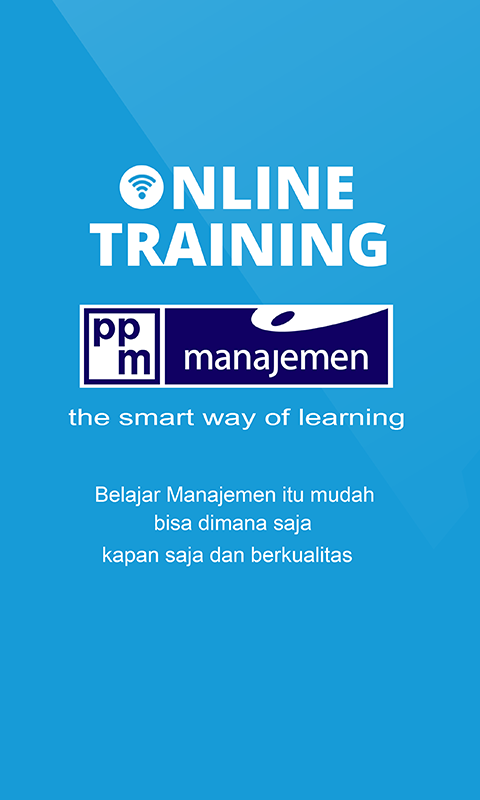 ONLINE
TRAINING
ppm manajemen
the smart way of learning
Belajar Manajemen itu mudah
bisa dimana saja
kapan saja dan berkualitas